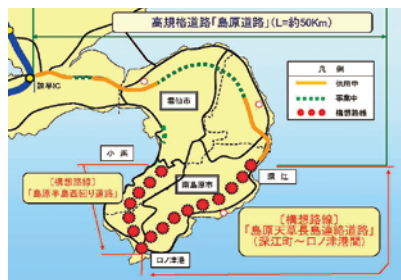 高規格道路「島原道路」(L=約50Km)
凡 例
供用中
事業中
構想路線
諫早IC
雲仙市
小浜
[構想路線]
「島原半島西回り道路」
南島原市
深江
[構想路線]
「島原天草長島連絡道路」
(深江町～口ノ津港間)
口ノ津港